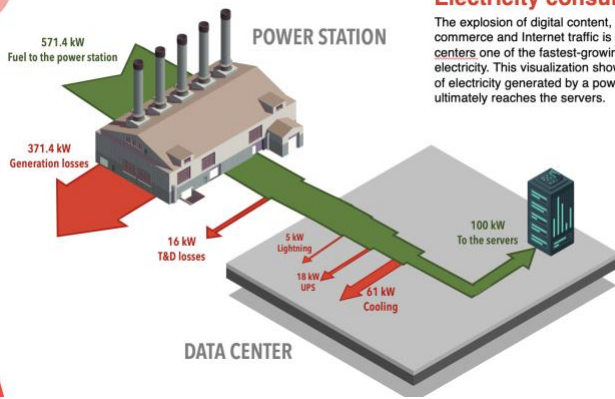 Electricity consu
The explosion of digital content,
commerce and Internet traffic is
centers one of the fastest-growin
electricity. This visualization show
of electricity generated by a pow
ultimately reaches the servers.
POWER STATION
571.4 kW
Fuel to the power station
371.4 kW
Generation losses
16 kW
T&D losses
5 kW
Lightning
18 kW
UPS
61 kW
Cooling
100 kW
To the servers
DATA CENTER